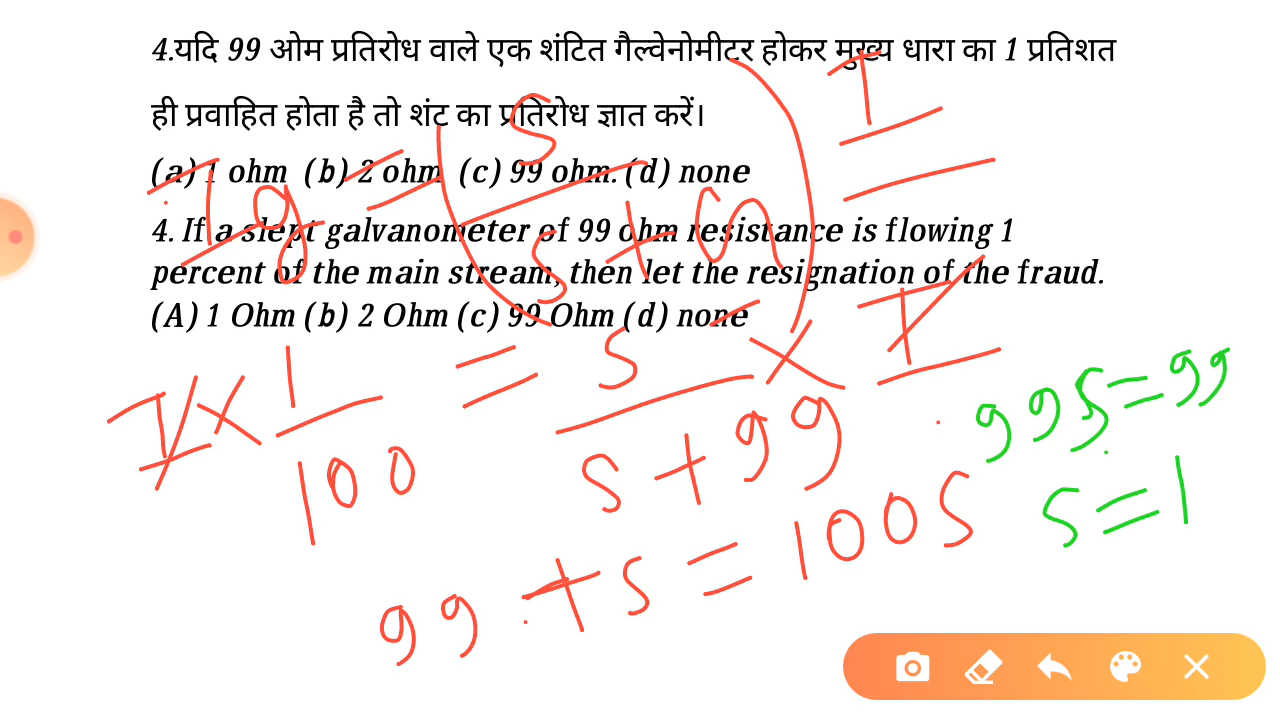 4.यदि 99 ओम प्रतिरोध वाले एक शंटित गैल्वेनोमीटर होकर मुख्य धारा का 1 प्रतिशत
ही प्रवाहित होता है तो शंट का प्रतिरोध ज्ञात करें।
(a) 1 ohm (b) 2 ohm (c) 99 ohm. (d) none
4. If a slept galvanometer of 99 ohm resistance is flowing 1
percent of the main stream, then let the resignation of the fraud.
(A) 1 Ohm (b) 2 Ohm (c) 99 Ohm (d) none
Ig = (S / S + G) I
I × 1 / 100 = S / S + 99 × I
99 + S = 100S
99S = 99
S = 1